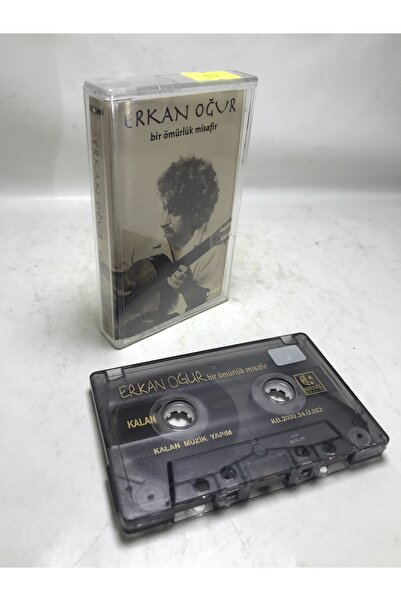 ERKAN OĞUR
bir ömürlük misafir
ERKAN OĞUR
ERKAN OĞUR bir ömürlük misafir
KALAN
KB.2000.34.Ü.852
KALAN MÜZİK YAPIM